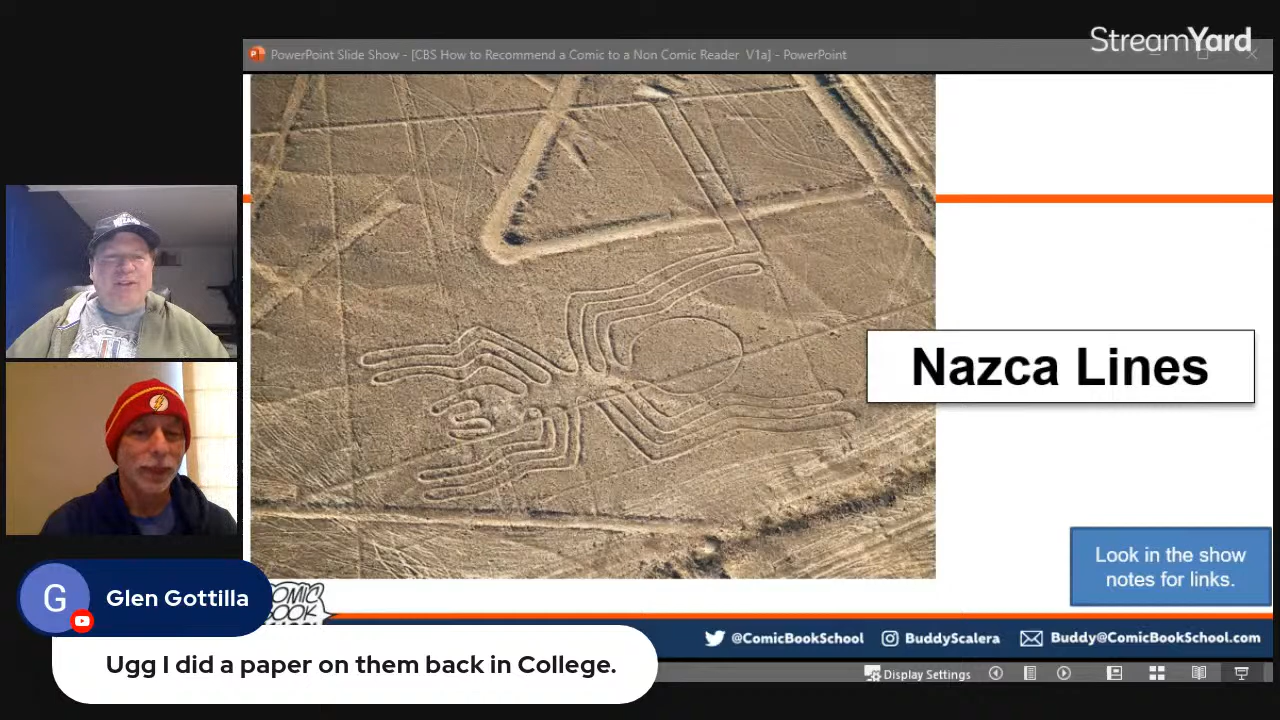 StreamYard
PowerPoint Slide Show - [CBS How to Recommend a Comic to a Non Comic Reader V1a] - PowerPoint
Nazca Lines
Look in the show
notes for links.
G
Glen Gottilla
Ugg I did a paper on them back in College.
COMIC
BOOK
@ComicBookSchool
BuddyScalera
Buddy@ComicBookSchool.com
Display Settings